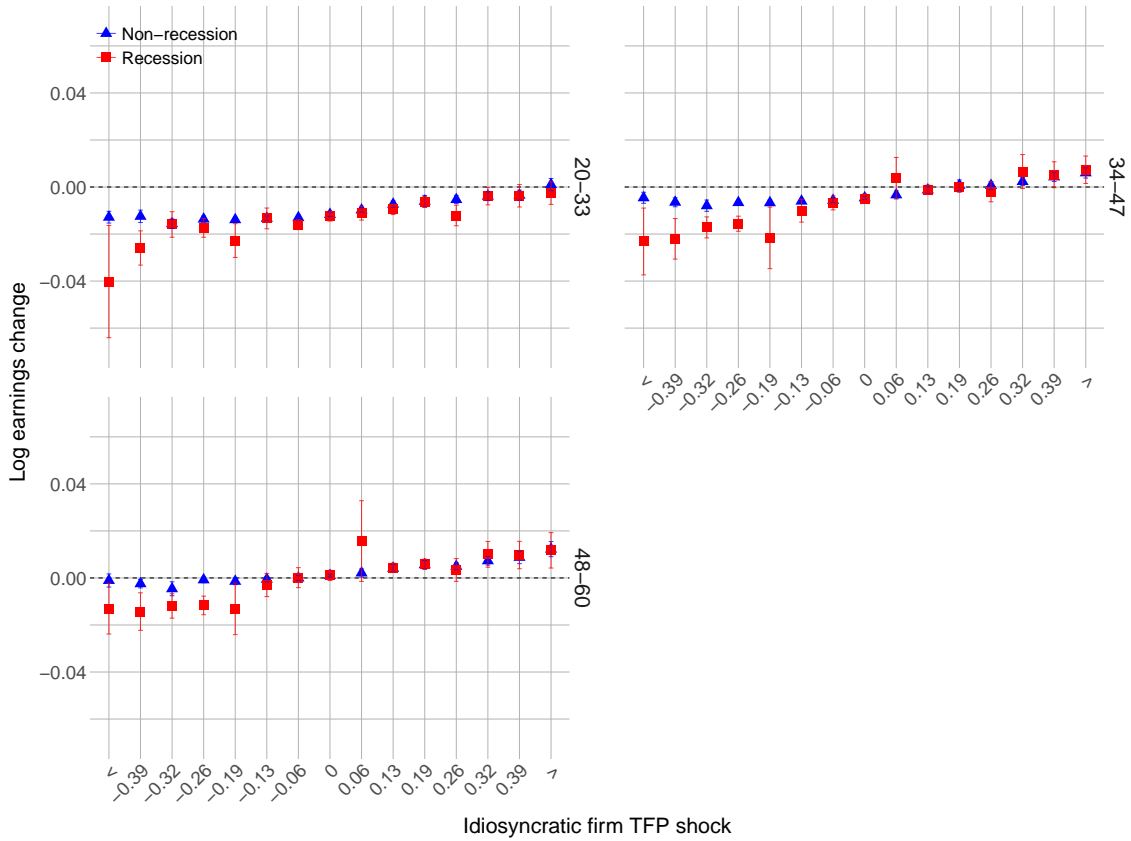 Non−recession
Recession
0.04
0.00
−0.04
20−33
34−47
< −0.39 −0.32 −0.26 −0.19 −0.13 −0.06 0 0.06 0.13 0.19 0.26 0.32 0.39 >
Log earnings change
0.04
0.00
−0.04
48−60
< −0.39 −0.32 −0.26 −0.19 −0.13 −0.06 0 0.06 0.13 0.19 0.26 0.32 0.39 >
Idiosyncratic firm TFP shock